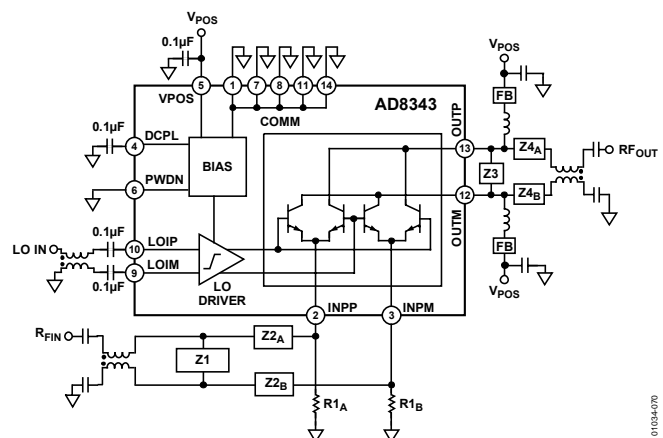 VPOS
VPOS
0.1µF
5
1
7
8
11
14
FB
VPOS
COMM
AD8343
OUTP
0.1µF
4
DCPL
13
Z4A
BIAS
Z3
RFOUT
6
PWDN
12
Z4B
OUTM
0.1µF
LO IN
10
LOIP
9
LOIM
FB
0.1µF
LO
DRIVER
INPP
INPM
VPOS
2
3
RFIN
Z2A
Z1
Z2B
R1A
R1B
01034-070